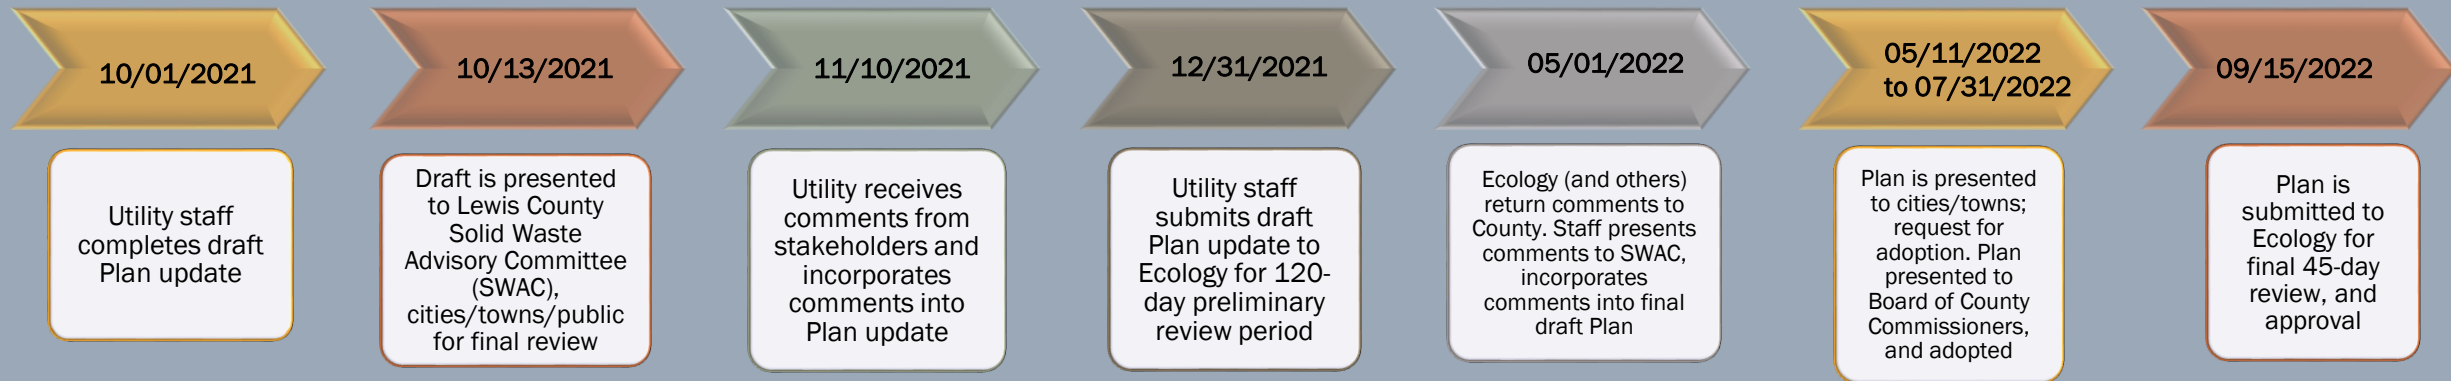 10/01/2021
10/13/2021
11/10/2021
12/31/2021
05/01/2022
05/11/2022
to 07/31/2022
09/15/2022
Utility staff
completes draft
Plan update
Draft is presented
to Lewis County
Solid Waste
Advisory Committee
(SWAC),
cities/towns/public
for final review
Utility receives
comments from
stakeholders and
incorporates
comments into
Plan update
Utility staff
submits draft
Plan update to
Ecology for 120-
day preliminary
review period
Ecology (and others)
return comments to
County. Staff presents
comments to SWAC,
incorporates
comments into final
draft Plan
Plan is presented
to cities/towns;
request for
adoption. Plan
presented to
Board of County
Commissioners,
and adopted
Plan is
submitted to
Ecology for
final 45-day
review, and
approval